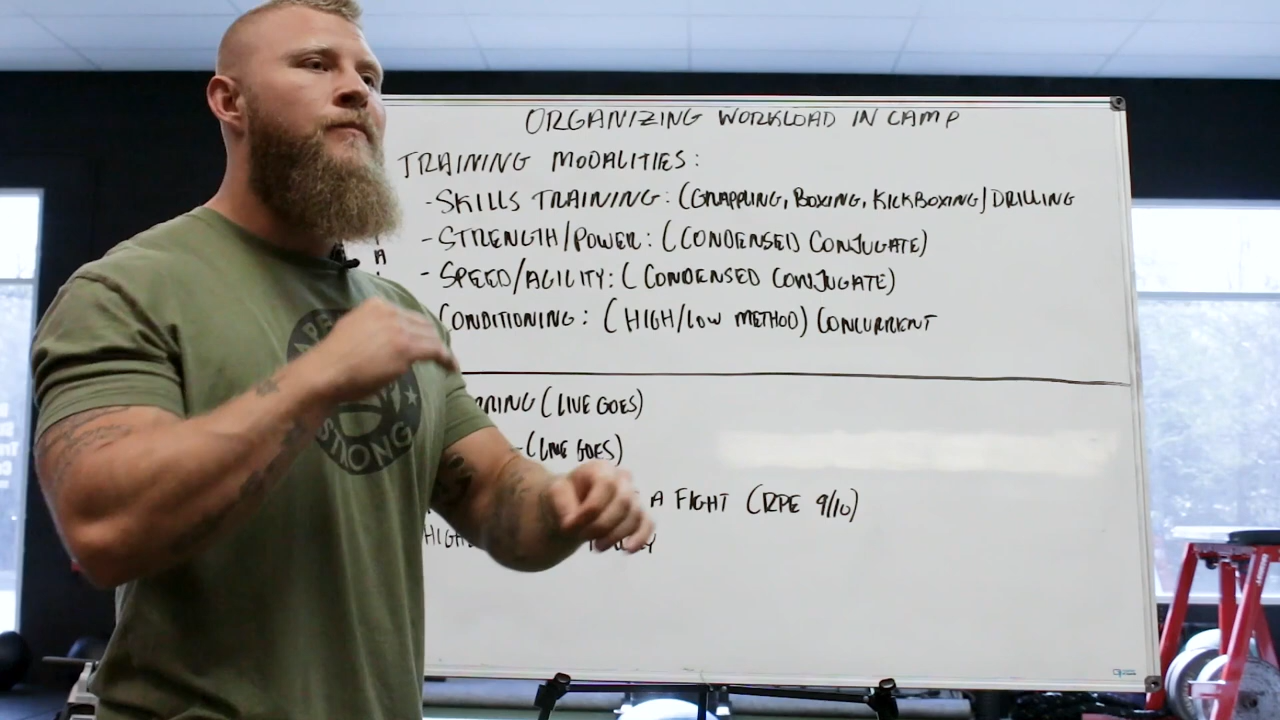 ORGANIZING WORKLOAD IN CAMP
TRAINING MODALITIES:
- SKILLS TRAINING: (GRAPPLING, BOXING, KICKBOXING/DRILLING
- STRENGTH/POWER: (CONDENSED CONJUGATE)
- SPEED/AGILITY: (CONDENSED CONJUGATE)
CONDITIONING: (HIGH/LOW METHOD) CONCURRENT
(LIVE GOES)
- (LIVE GOES)
A FIGHT (RPE 9/10)
STRONG